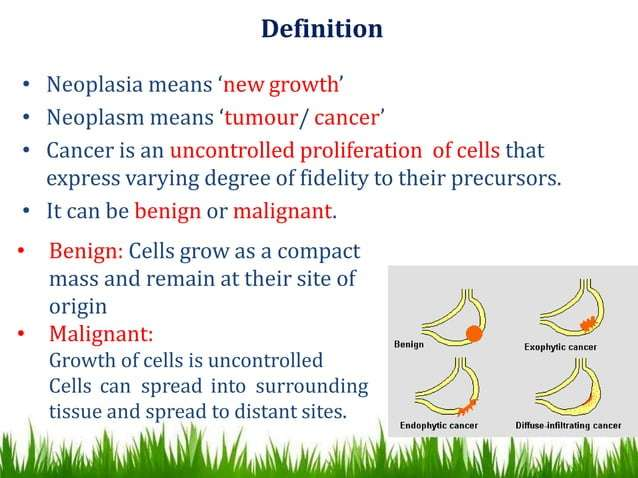 Definition
• Neoplasia means ‘new growth’
• Neoplasm means ‘tumour/ cancer’
• Cancer is an uncontrolled proliferation of cells that
express varying degree of fidelity to their precursors.
• It can be benign or malignant.
• Benign: Cells grow as a compact
mass and remain at their site of
origin
• Malignant:
Growth of cells is uncontrolled
Cells can spread into surrounding
tissue and spread to distant sites.
Benign
Exophytic cancer
Endophytic cancer
Diffuse-infiltrating cancer